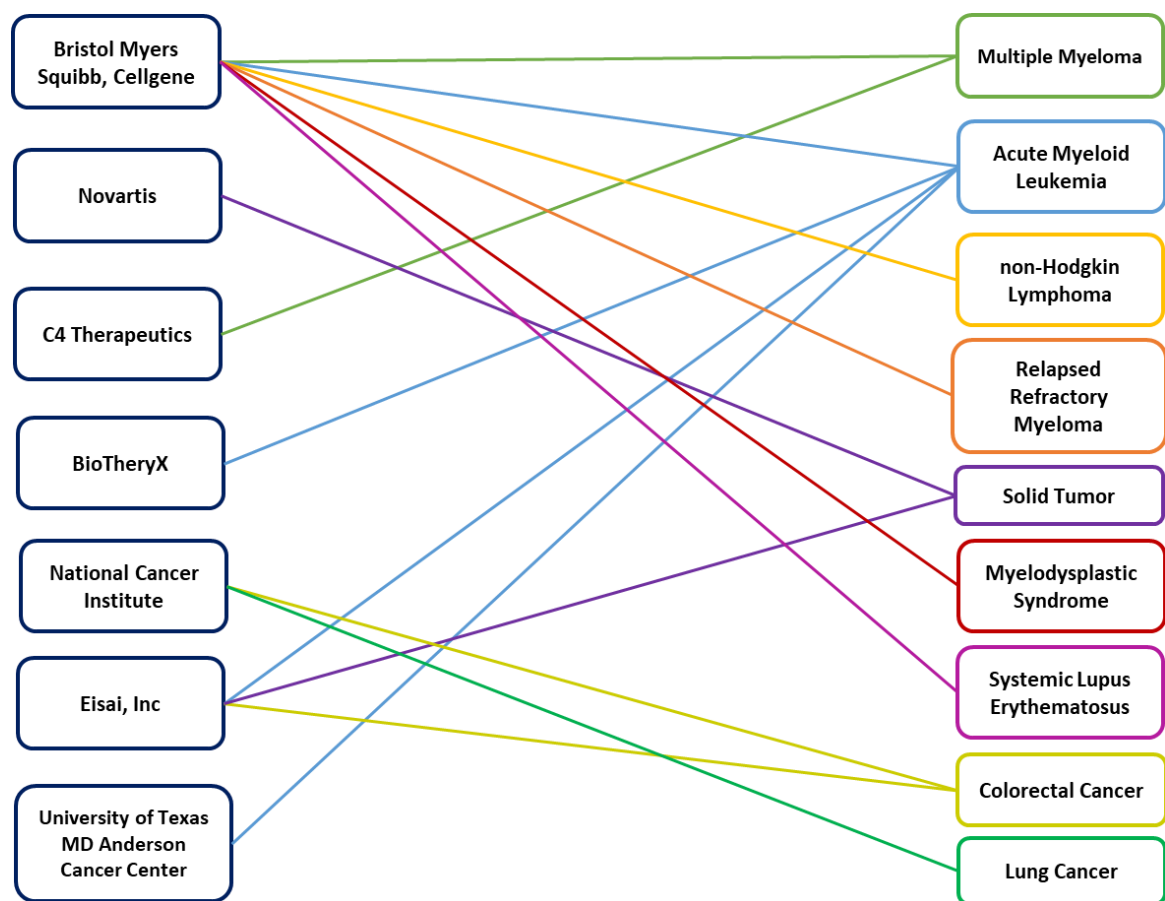 Bristol Myers
Squibb, Cellgene
Novartis
C4 Therapeutics
BioTheryX
National Cancer
Institute
Eisai, Inc
University of Texas
MD Anderson
Cancer Center
Multiple Myeloma
Acute Myeloid
Leukemia
non-Hodgkin
Lymphoma
Relapsed
Refractory
Myeloma
Solid Tumor
Myelodysplastic
Syndrome
Systemic Lupus
Erythematosus
Colorectal Cancer
Lung Cancer